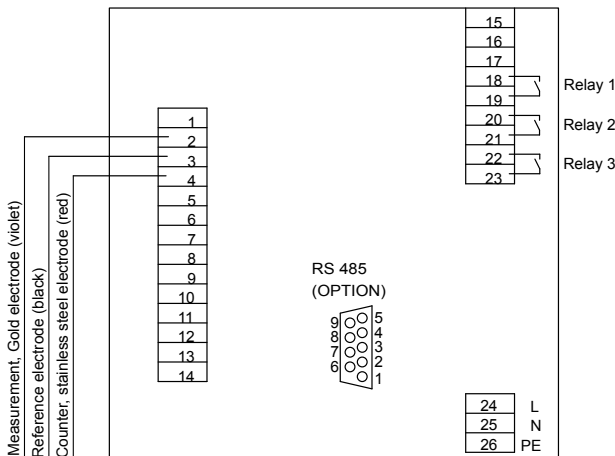 Measurement, Gold electrode (violet)
Reference electrode (black)
Counter, stainless steel electrode (red)
1
2
3
4
5
6
7
8
9
10
11
12
13
14
15
16
17
18
19
20
21
22
23
Relay 1
Relay 2
Relay 3
RS 485
(OPTION)
9
8
7
6
5
4
3
2
1
24 L
25 N
26 PE